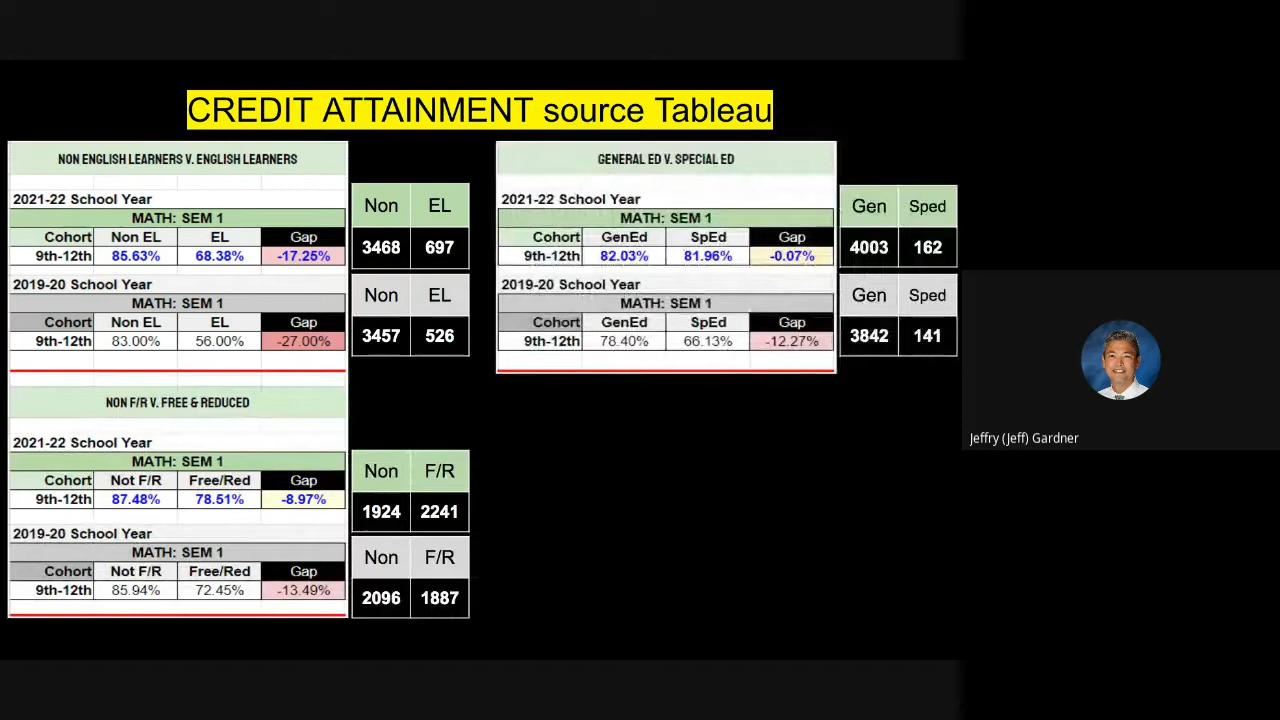 CREDIT ATTAINMENT source Tableau
NON ENGLISH LEARNERS V. ENGLISH LEARNERS
2021-22 School Year
MATH: SEM 1
Cohort Non EL EL Gap
9th-12th 85.63% 68.38% -17.25%
2019-20 School Year
MATH: SEM 1
Cohort Non EL EL Gap
9th-12th 83.00% 56.00% -27.00%
Non EL
3468 697
Non EL
3457 526
GENERAL ED V. SPECIAL ED
2021-22 School Year
MATH: SEM 1
Cohort GenEd SpEd Gap
9th-12th 82.03% 81.96% -0.07%
2019-20 School Year
MATH: SEM 1
Cohort GenEd SpEd Gap
9th-12th 78.40% 66.13% -12.27%
Gen Sped
4003 162
Gen Sped
3842 141
NON F/R V. FREE & REDUCED
2021-22 School Year
MATH: SEM 1
Cohort Not F/R Free/Red Gap
9th-12th 87.48% 78.51% -8.97%
2019-20 School Year
MATH: SEM 1
Cohort Not F/R Free/Red Gap
9th-12th 85.94% 72.45% -13.49%
Non F/R
1924 2241
Non F/R
2096 1887
Jeffry (Jeff) Gardner